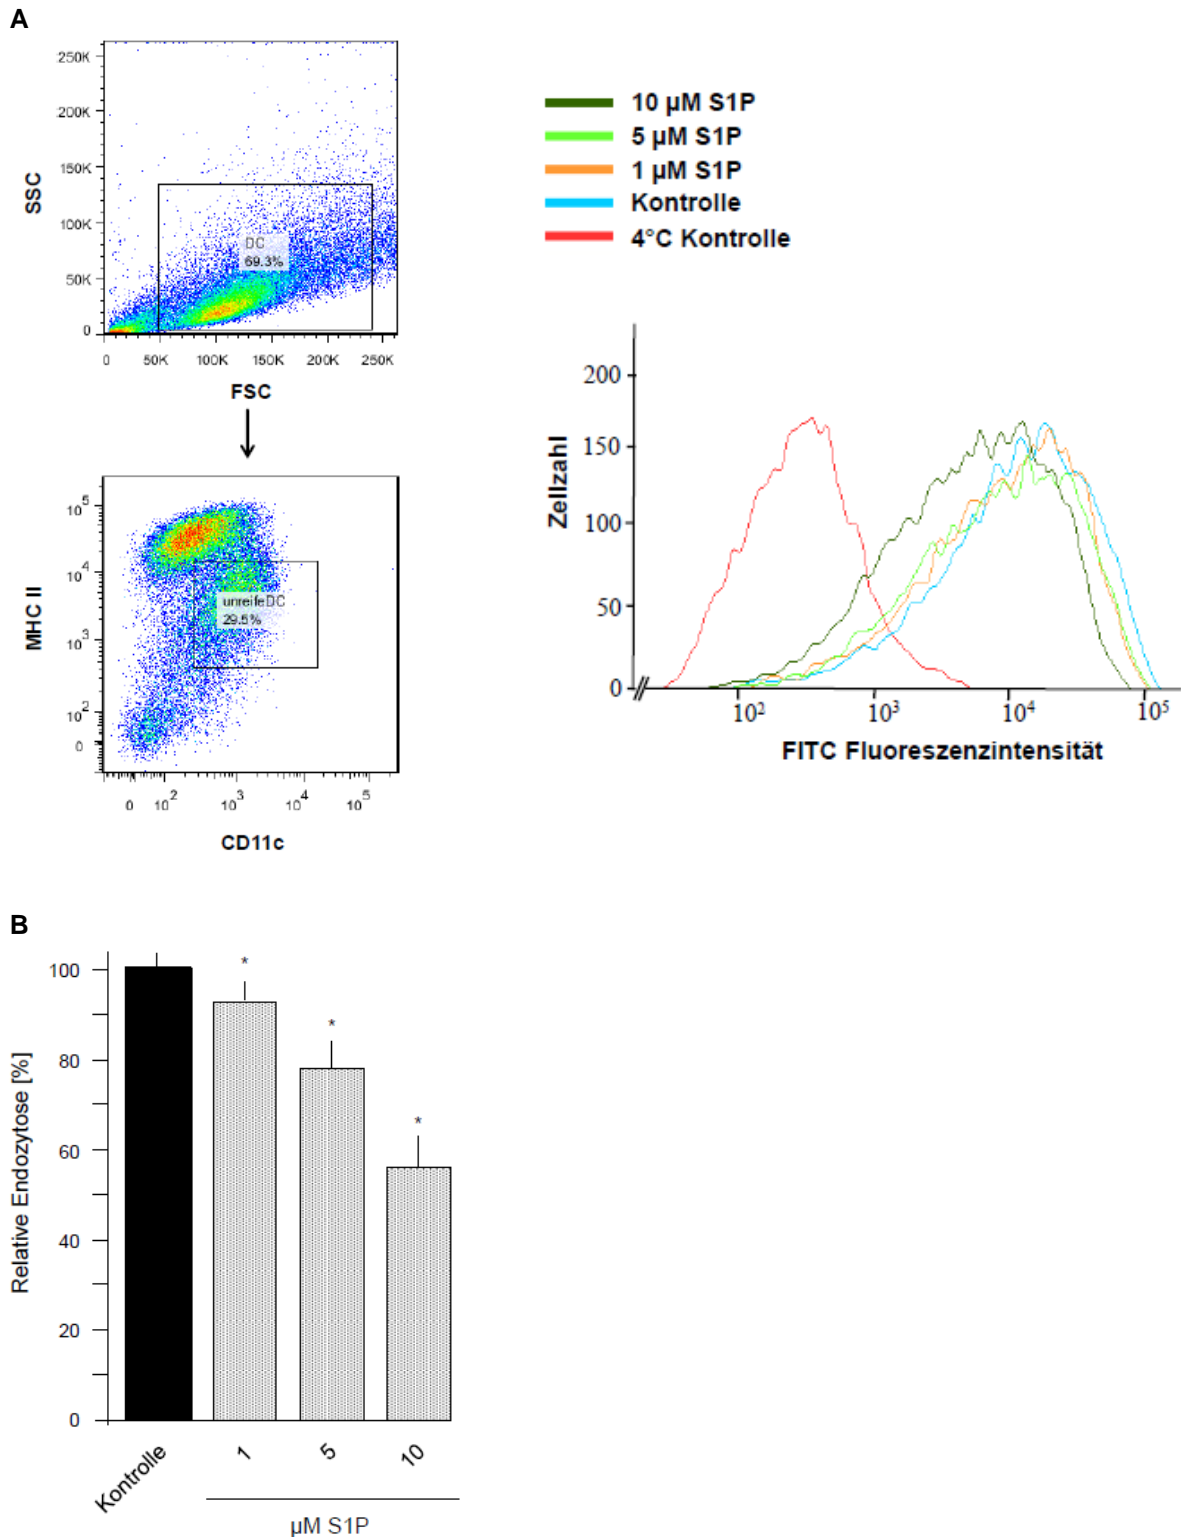 A
250K
200K
150K
100K
50K
0
SSC
DC
69.3%
0 50K 100K 150K 200K 250K
FSC
10⁵
10⁴
10³
10²
0
MHC II
unreifeDC
29.5%
0 10² 10³ 10⁴ 10⁵
CD11c
10 µM S1P
5 µM S1P
1 µM S1P
Kontrolle
4°C Kontrolle
200
150
100
50
0
Zellzahl
10² 10³ 10⁴ 10⁵
FITC Fluoreszenzintensität
B
100
80
60
40
20
0
Relative Endozytose [%]
*
*
*
Kontrolle 1 5 10
µM S1P